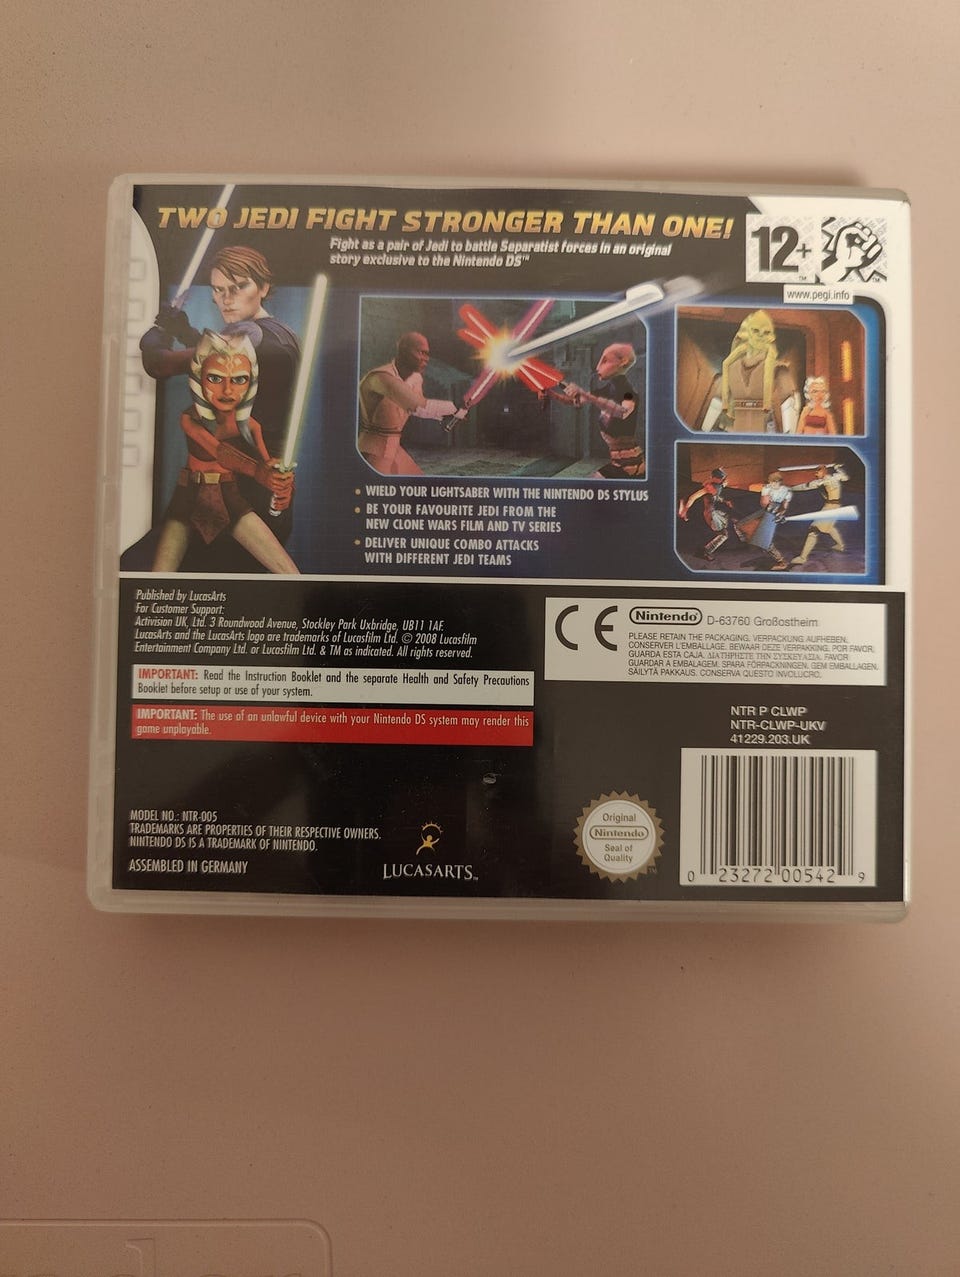 TWO JEDI FIGHT STRONGER THAN ONE!
Fight as a pair of Jedi to battle Separatist forces in an original
story exclusive to the Nintendo DS™
12+
www.pegi.info
• WIELD YOUR LIGHTSABER WITH THE NINTENDO DS STYLUS
• BE YOUR FAVOURITE JEDI FROM THE
NEW CLONE WARS FILM AND TV SERIES
• DELIVER UNIQUE COMBO ATTACKS
WITH DIFFERENT JEDI TEAMS
Published by LucasArts
For Customer Support:
Activision UK, Ltd. 3 Roundwood Avenue, Stockley Park Uxbridge, UB11 1AF.
LucasArts and the LucasArts logo are trademarks of Lucasfilm Ltd. © 2008 Lucasfilm
Entertainment Company Ltd. or Lucasfilm Ltd. & TM as indicated. All rights reserved.
IMPORTANT: Read the Instruction Booklet and the separate Health and Safety Precautions
Booklet before setup or use of your system.
IMPORTANT: The use of an unlawful device with your Nintendo DS system may render this
game unplayable.
CE
Nintendo D-63760 Großostheim
PLEASE RETAIN THE PACKAGING. VERPACKUNG AUFHEBEN.
CONSERVER L'EMBALLAGE. BEWAAR DEZE VERPAKKING. POR FAVOR,
GUARDA ESTA CAJA. ΔΙΑΤΗΡΗΣΤΕ ΤΗΝ ΣΥΣΚΕΥΑΣΙΑ. FAVOR
GUARDAR A EMBALAGEM. SPARA FÖRPACKNINGEN. GEM EMBALLAGEN.
SÄILYTÄ PAKKAUS. CONSERVA QUESTO INVOLUCRO.
NTR P CLWP
NTR-CLWP-UKV
41229.203.UK
MODEL NO.: NTR-005
TRADEMARKS ARE PROPERTIES OF THEIR RESPECTIVE OWNERS.
NINTENDO DS IS A TRADEMARK OF NINTENDO.
ASSEMBLED IN GERMANY
LUCASARTS™
Original
Nintendo
Seal of
Quality
TM
0 23272 00542 9